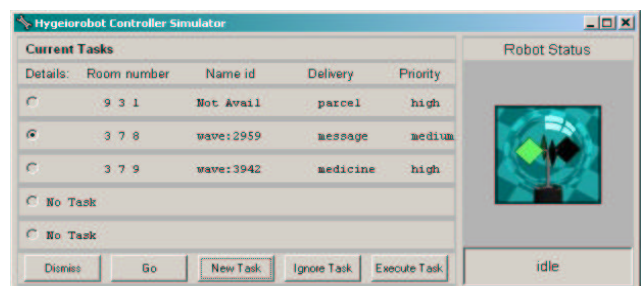 Hygeiorobot Controller Simulator
Current Tasks
Robot Status
Details: Room number Name id Delivery Priority
9 3 1 Not Avail parcel high
3 7 8 wave:2959 message medium
3 7 9 wave:3942 medicine high
No Task
No Task
Dismiss Go New Task Ignore Task Execute Task
idle